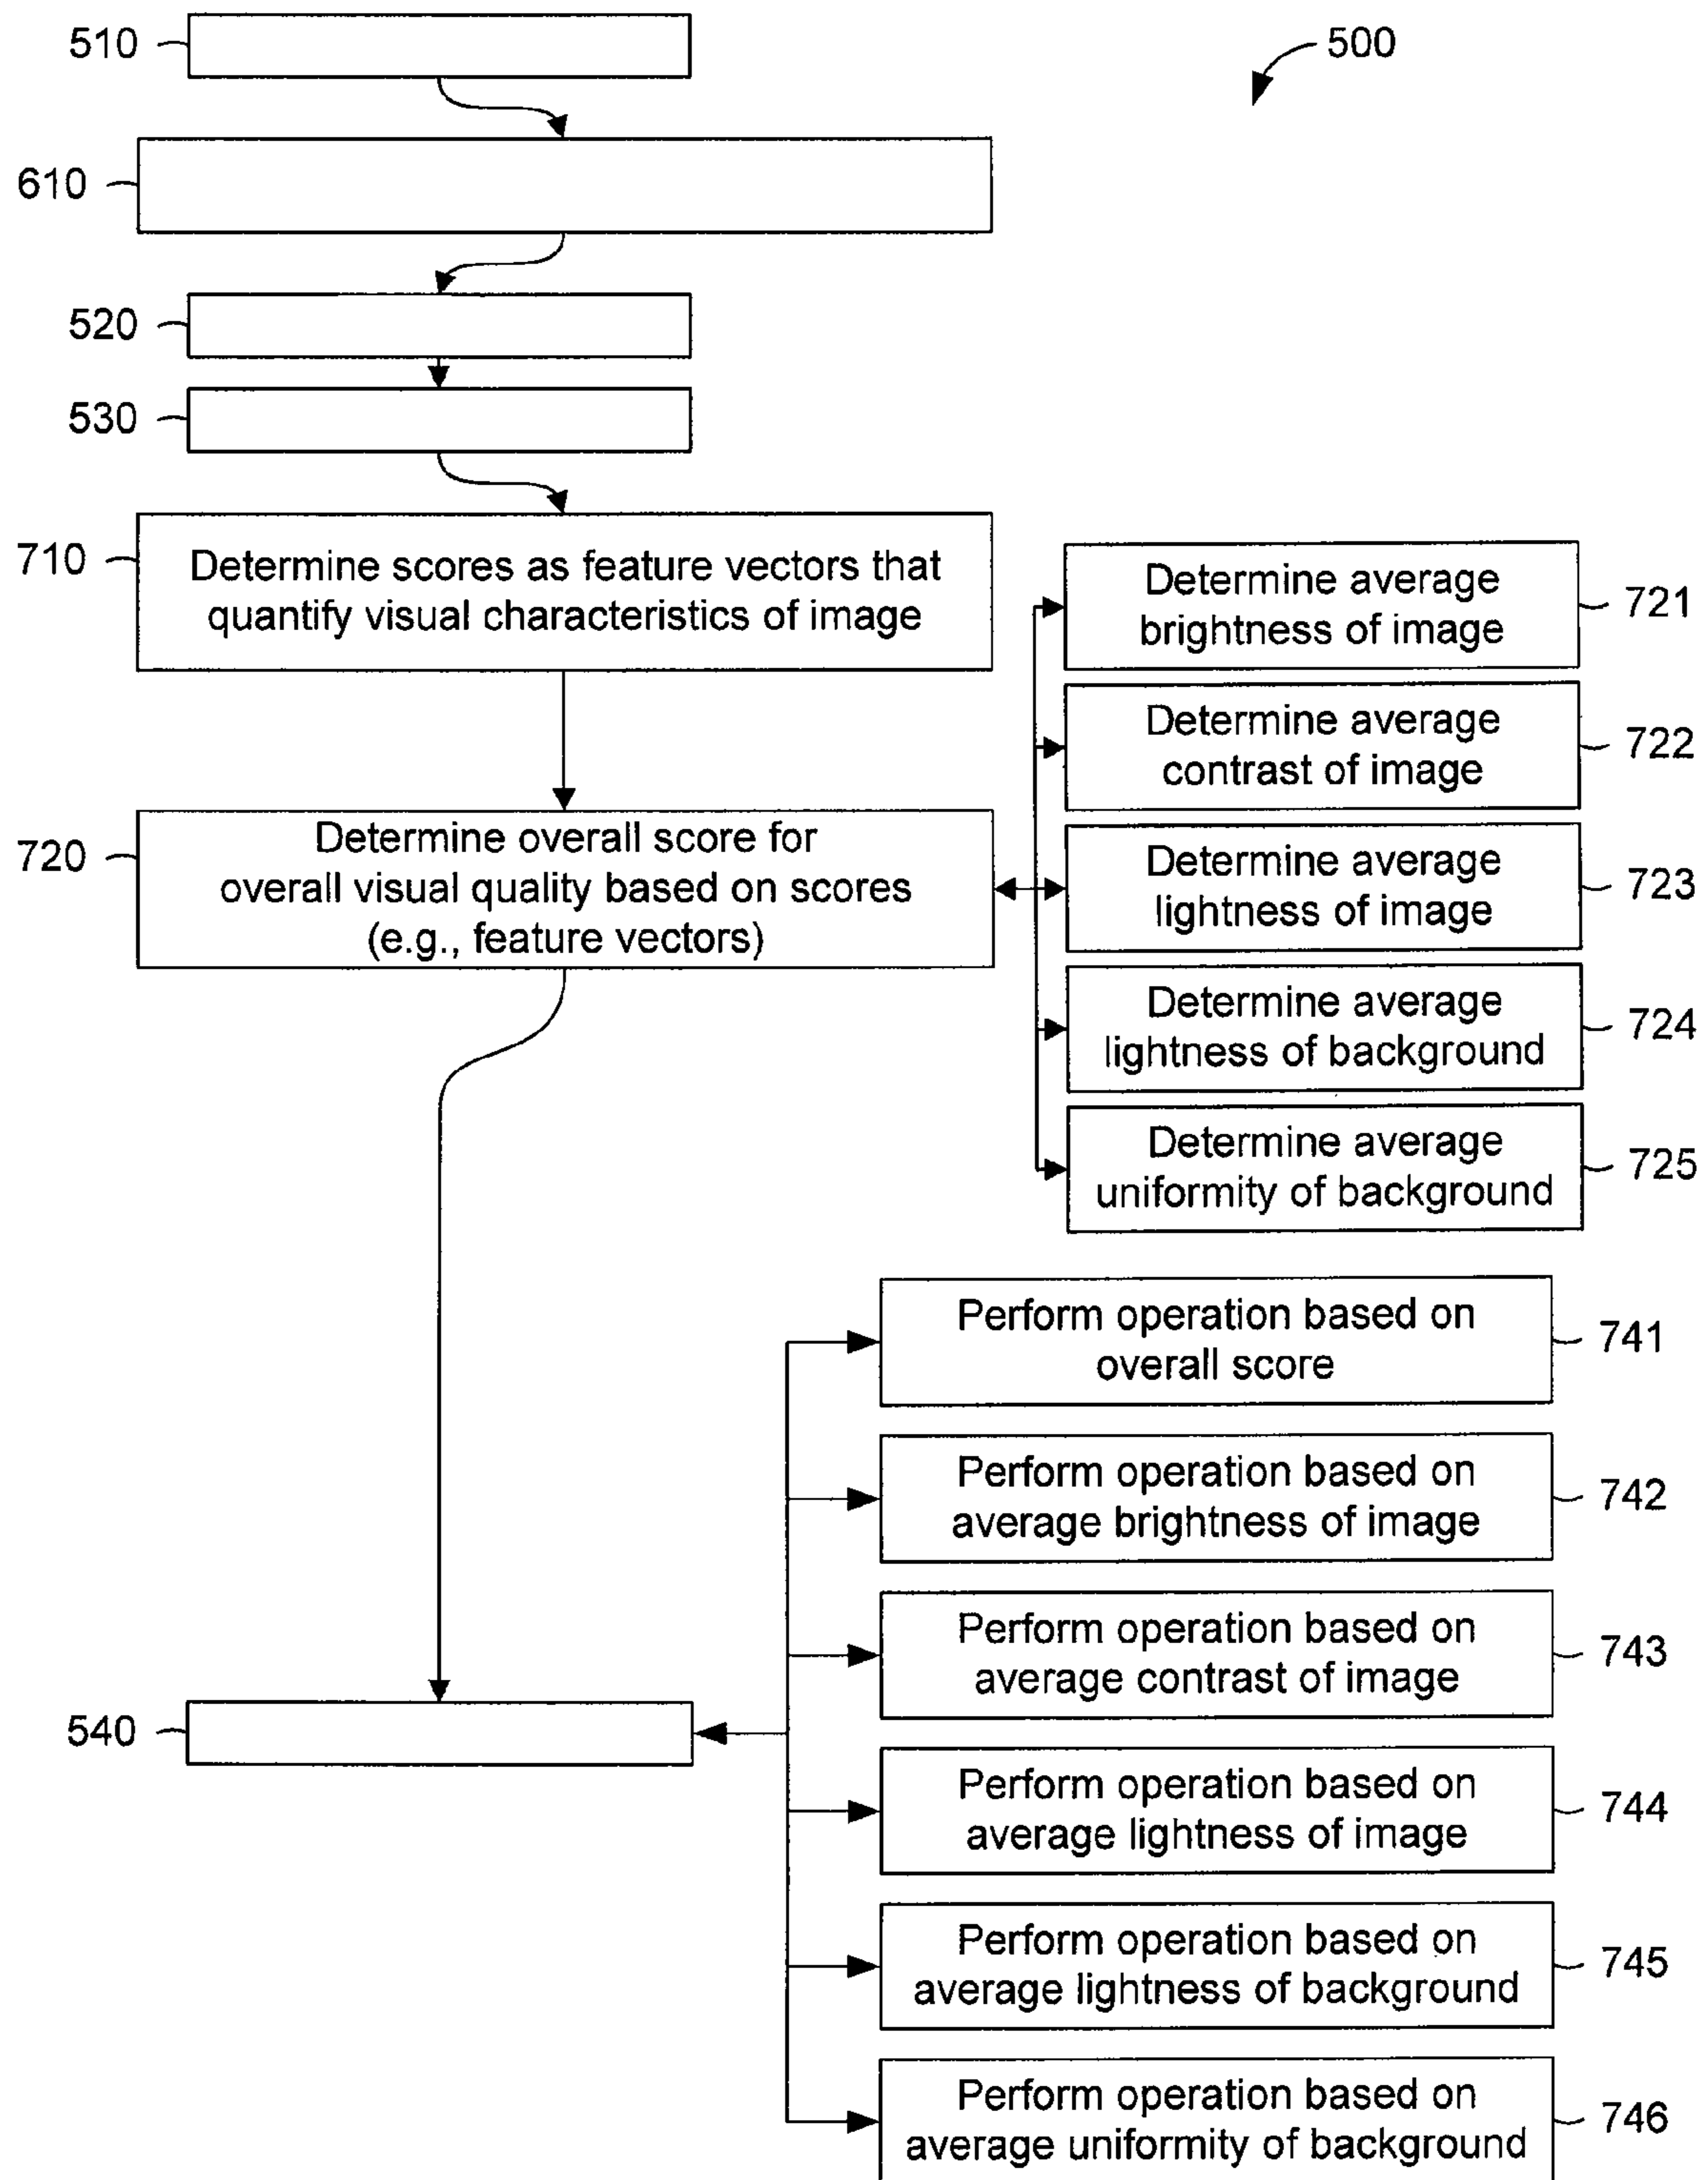 510
500
610
520
530
710
Determine scores as feature vectors that
quantify visual characteristics of image
720
Determine overall score for
overall visual quality based on scores
(e.g., feature vectors)
Determine average
brightness of image
721
Determine average
contrast of image
722
Determine average
lightness of image
723
Determine average
lightness of background
724
Determine average
uniformity of background
725
540
Perform operation based on
overall score
741
Perform operation based on
average brightness of image
742
Perform operation based on
average contrast of image
743
Perform operation based on
average lightness of image
744
Perform operation based on
average lightness of background
745
Perform operation based on
average uniformity of background
746